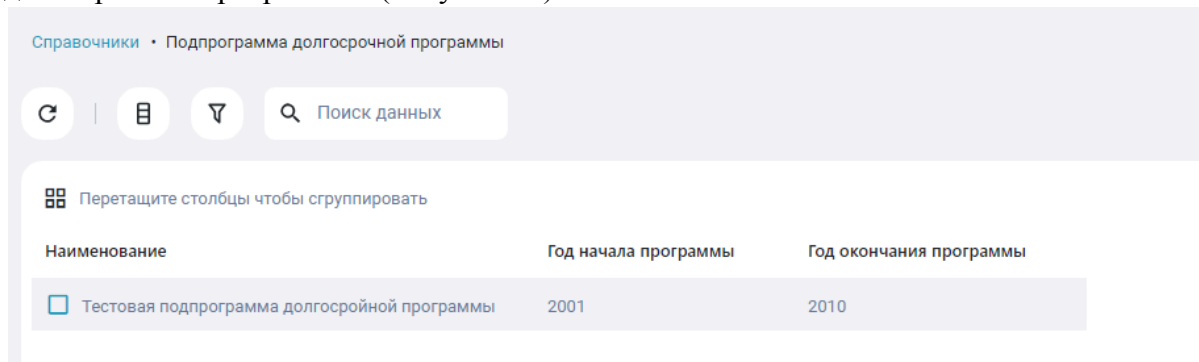 Справочники • Подпрограмма долгосрочной программы
Поиск данных
Перетащите столбцы чтобы сгруппировать
Наименование Год начала программы Год окончания программы
Тестовая подпрограмма долгосройной программы 2001 2010